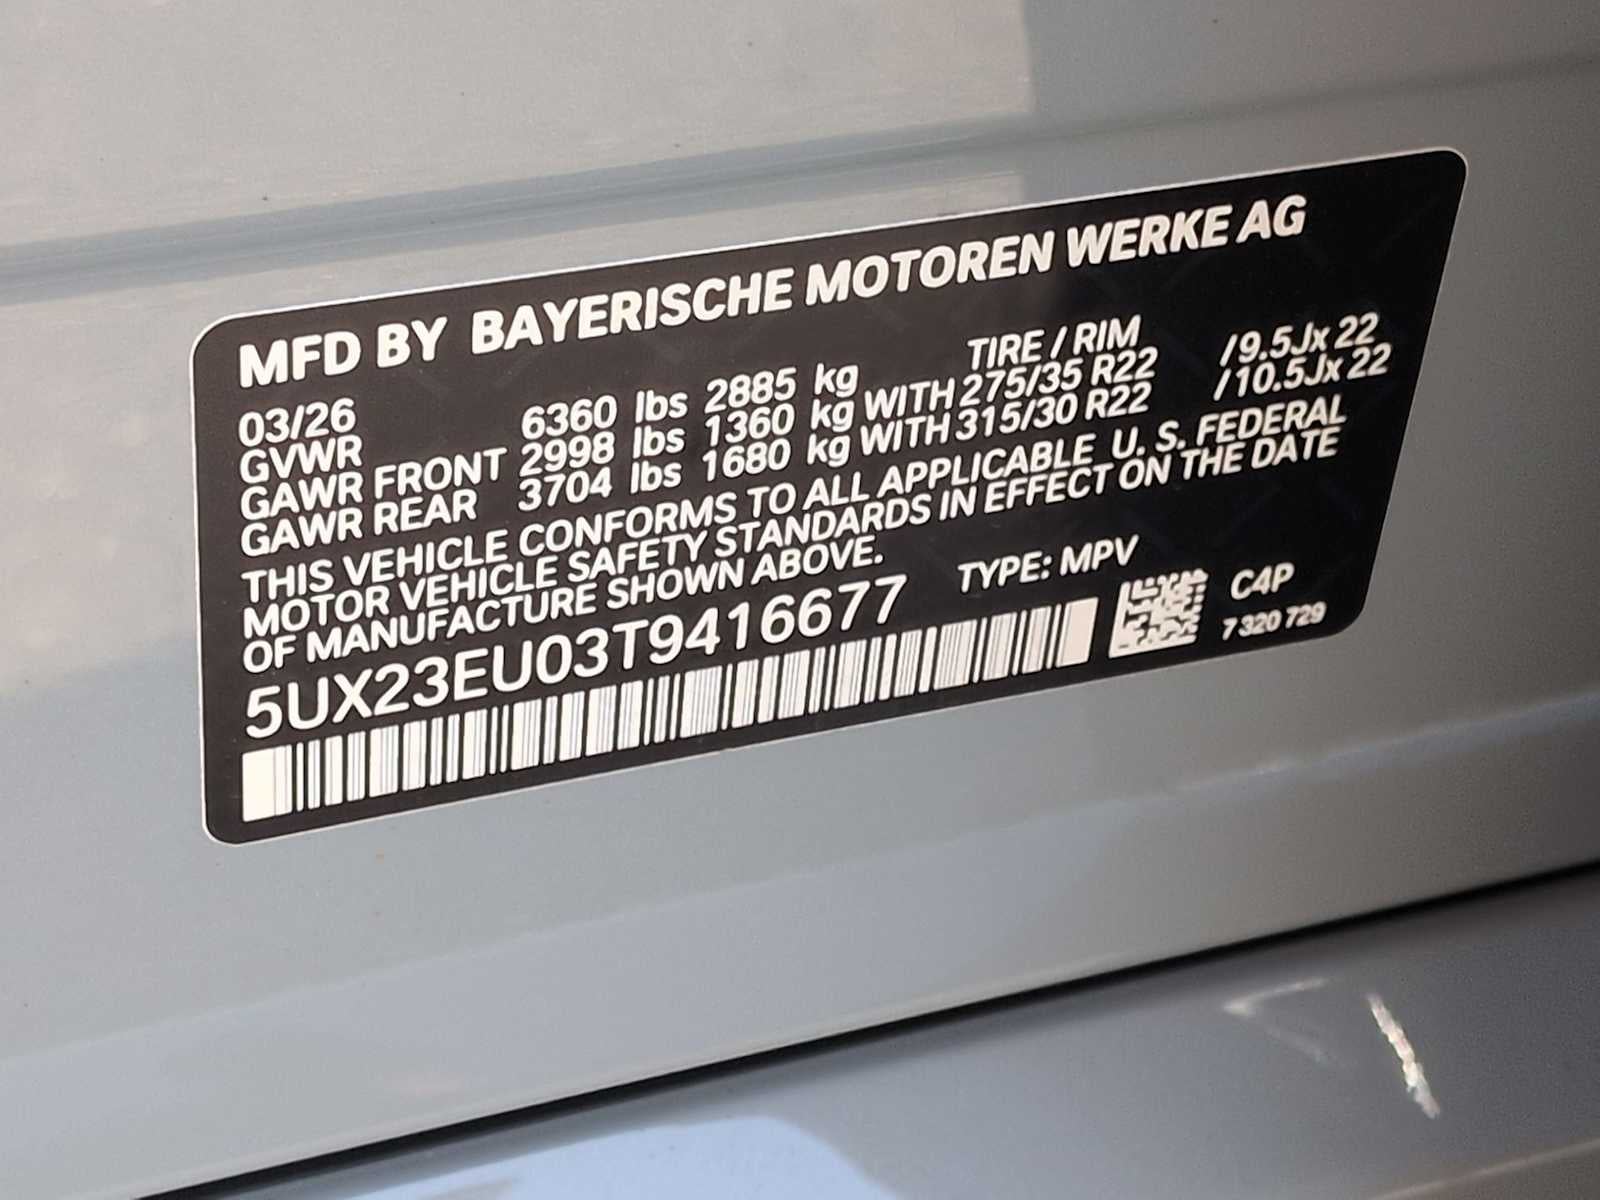 MFD BY BAYERISCHE MOTOREN WERKE AG
03/26 TIRE / RIM
GVWR 6360 lbs 2885 kg
GAWR FRONT 2998 lbs 1360 kg WITH 275/35 R22 /9.5Jx 22
GAWR REAR 3704 lbs 1680 kg WITH 315/30 R22 /10.5Jx 22
THIS VEHICLE CONFORMS TO ALL APPLICABLE U. S. FEDERAL
MOTOR VEHICLE SAFETY STANDARDS IN EFFECT ON THE DATE
OF MANUFACTURE SHOWN ABOVE.
5UX23EU03T9416677 TYPE: MPV
C4P
7 320 729